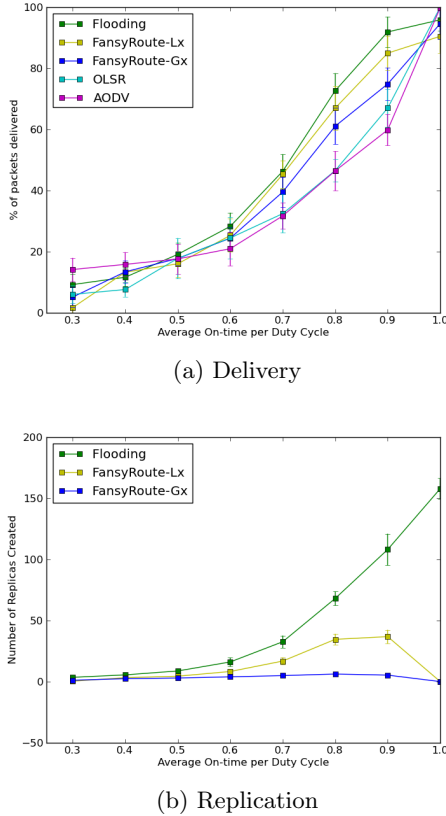 100
80
60
40
20
0
% of packets delivered
Flooding
FansyRoute-Lx
FansyRoute-Gx
OLSR
AODV
0.3 0.4 0.5 0.6 0.7 0.8 0.9 1.0
Average On-time per Duty Cycle
(a) Delivery
200
150
100
50
0
−50
Number of Replicas Created
Flooding
FansyRoute-Lx
FansyRoute-Gx
0.3 0.4 0.5 0.6 0.7 0.8 0.9 1.0
Average On-time per Duty Cycle
(b) Replication